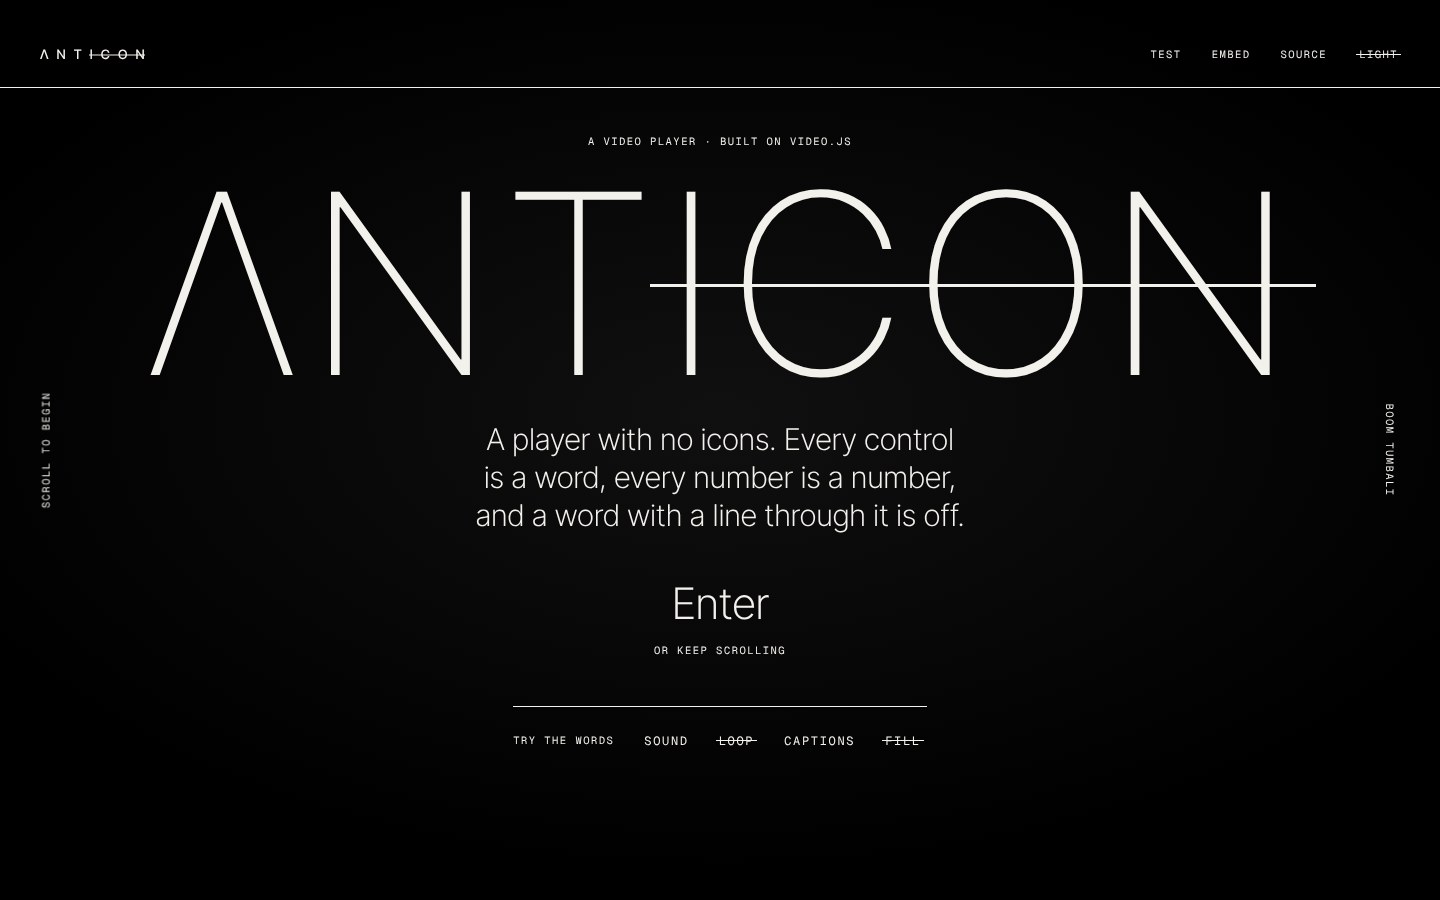 ΛNTICON
TEST EMBED SOURCE LIGHT
A VIDEO PLAYER · BUILT ON VIDEO.JS
ΛNTICON
SCROLL TO BEGIN
BOOM TUMBALI
A player with no icons. Every control
is a word, every number is a number,
and a word with a line through it is off.
Enter
OR KEEP SCROLLING
TRY THE WORDS SOUND LOOP CAPTIONS FILL